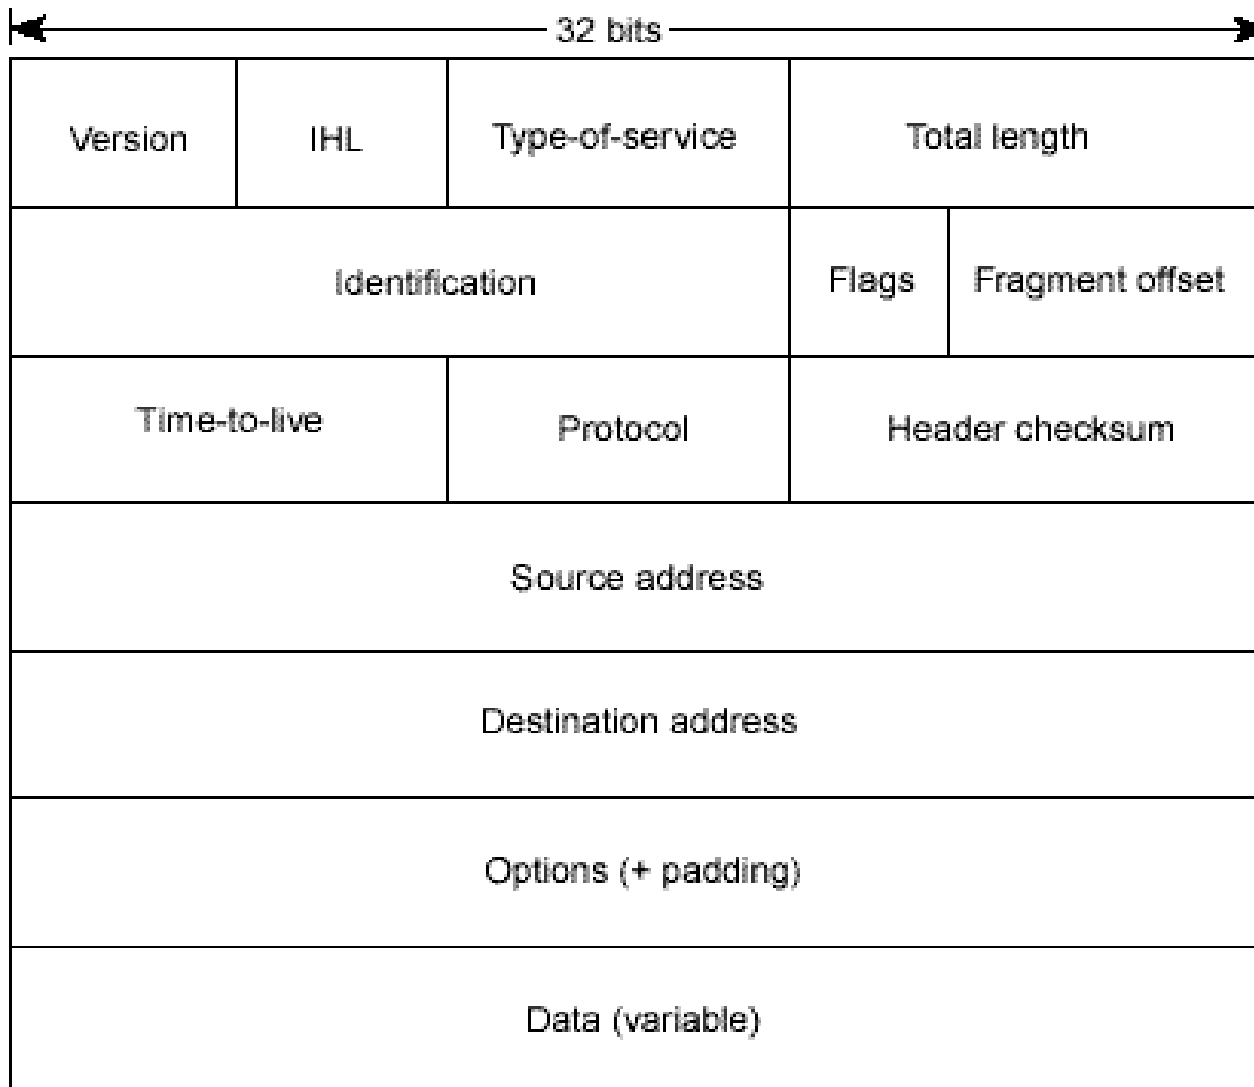 32 bits
Version IHL Type-of-service Total length
Identification Flags Fragment offset
Time-to-live Protocol Header checksum
Source address
Destination address
Options (+ padding)
Data (variable)